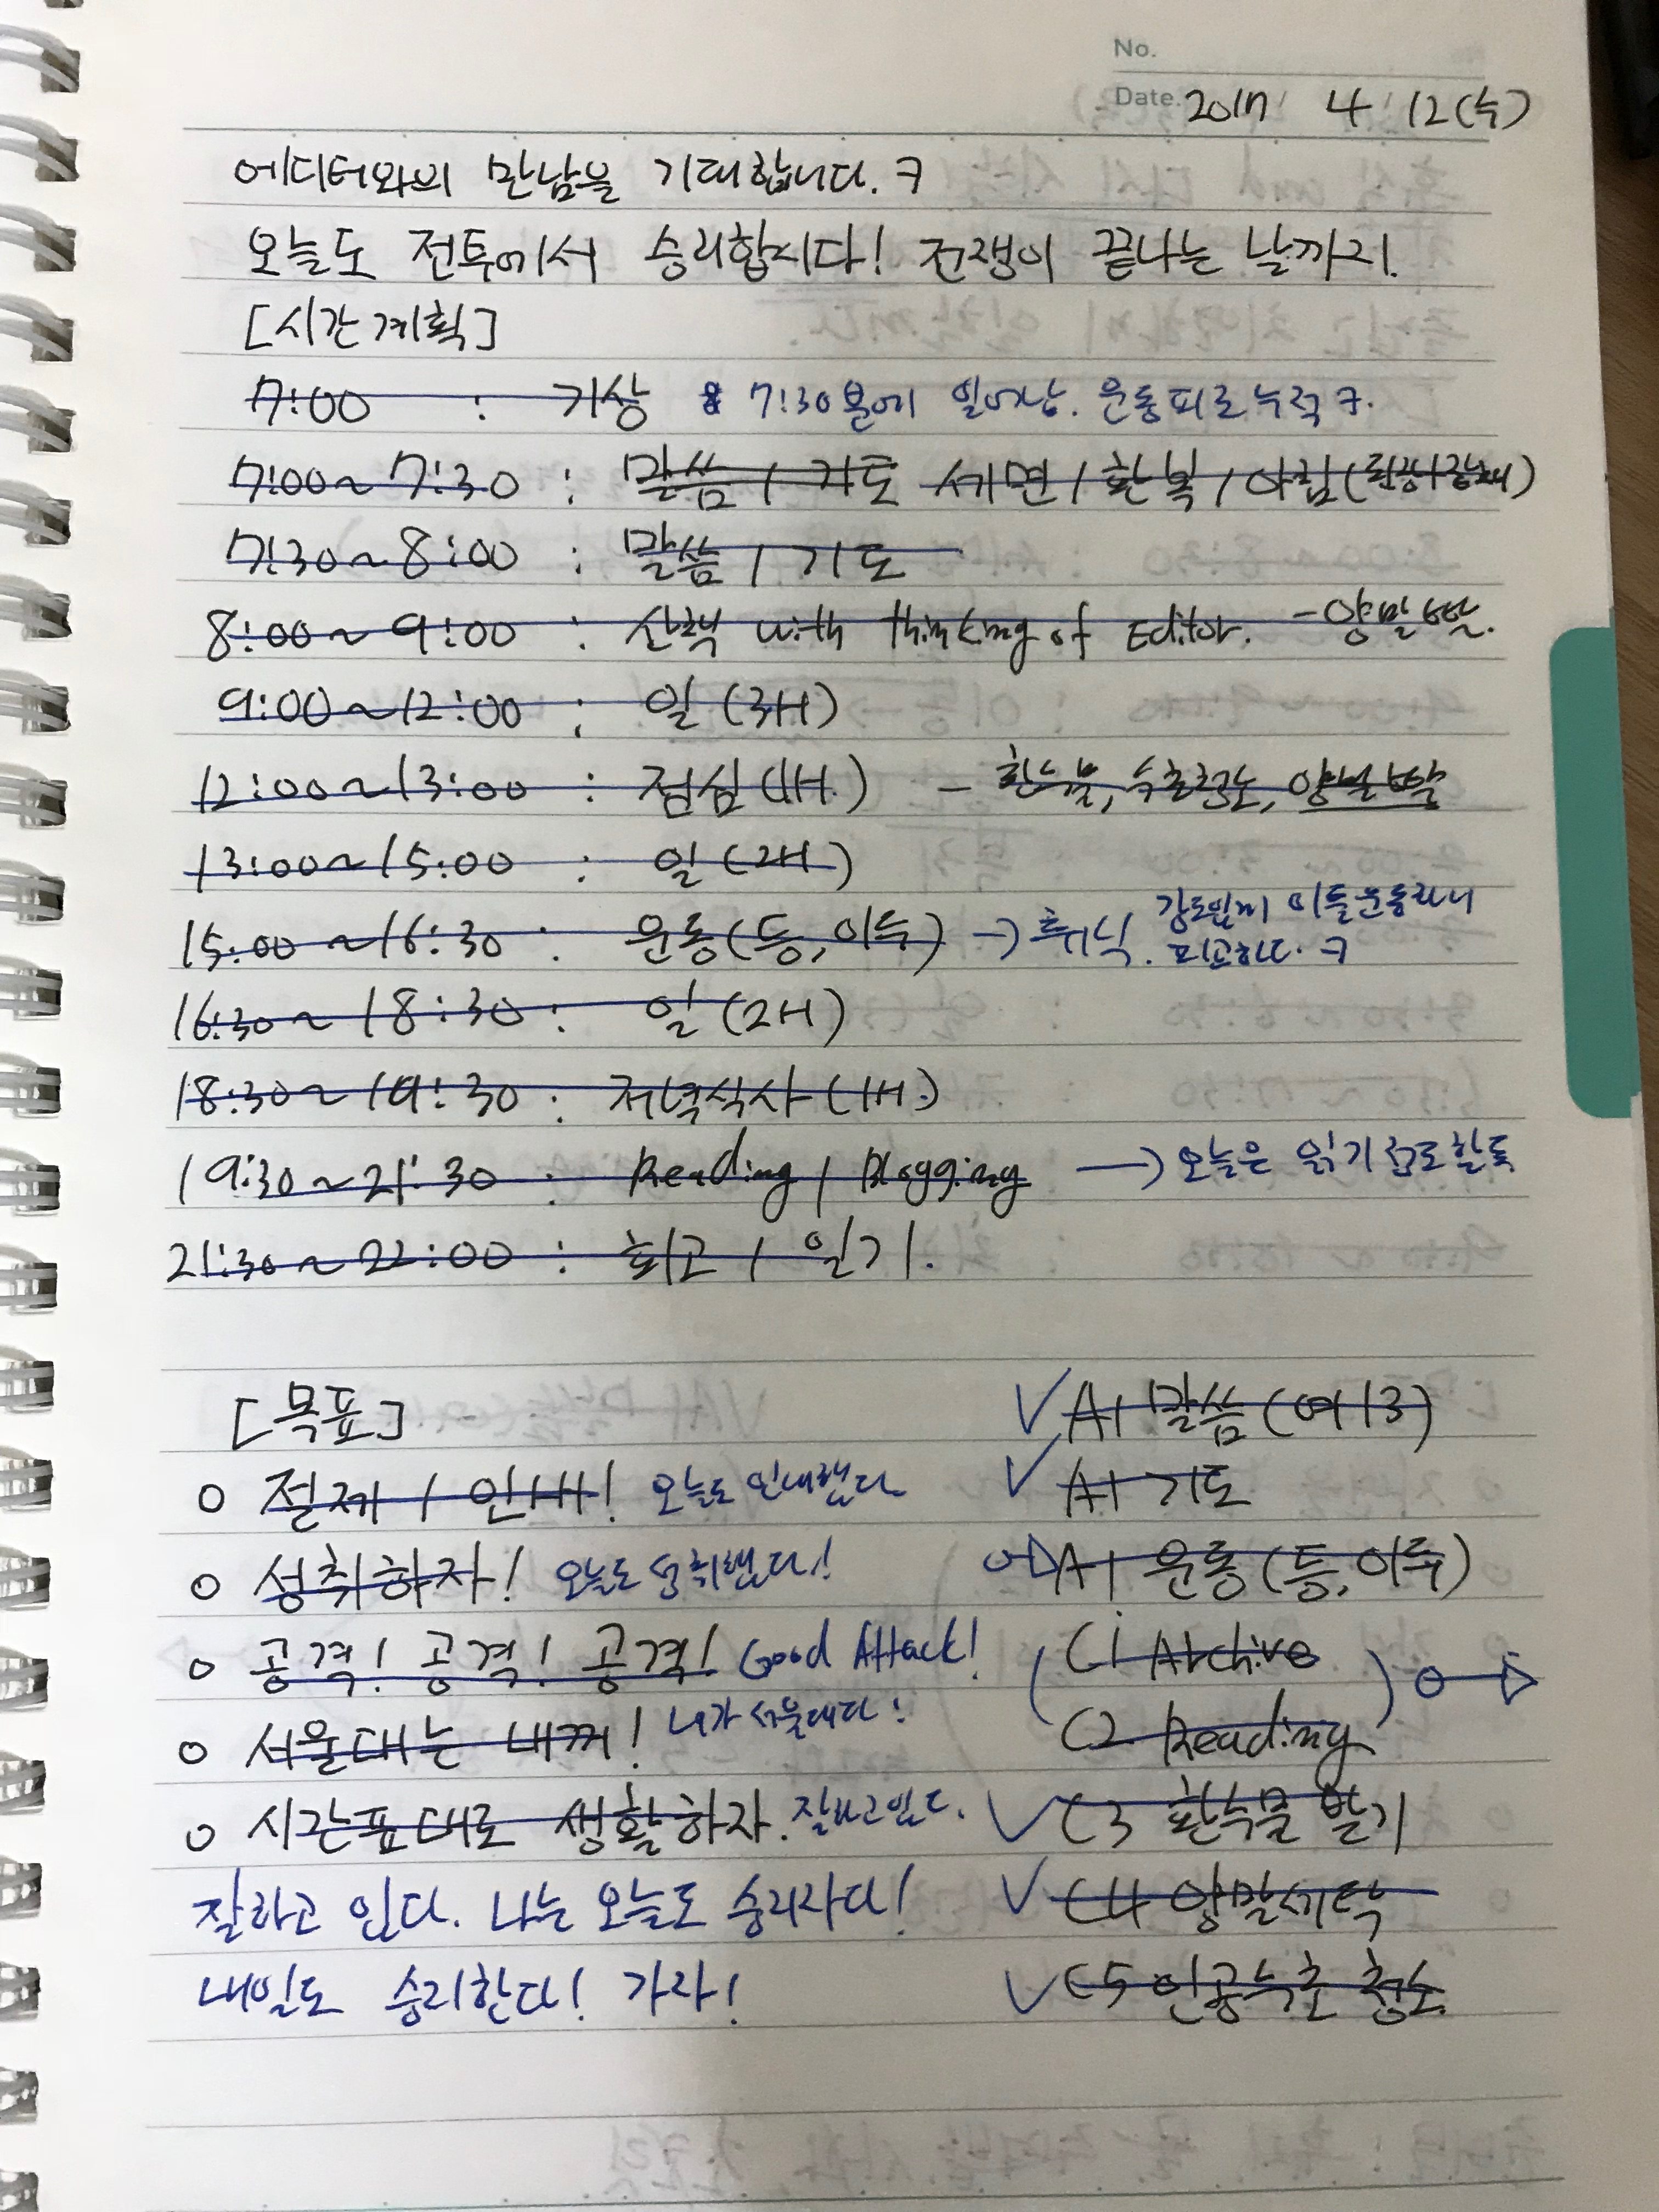 No.
Date. 2017 4 12(수)
에디터와의 만남을 기대합니다.ㅋ
오늘도 전투에서 승리합시다! 전쟁이 끝나는 날까지.
[시간계획]
7:00 : 기상 7:30분에 일어남. 운동피로누적ㅋ.
7:00~7:30 : 말씀 / 기도 세면 / 환복 / 아침
7:30~8:00 : 말씀 / 기도
8:00~9:00 : 산책 with thinking of Editor. - 양말빨.
9:00~12:00 : 일(3H)
12:00~13:00 : 점심(1H.) - 환수물, 수초청소, 양말빨
13:00~15:00 : 일(2H)
15:00~16:30 : 운동(등,이두) → 휴식. 강도있게 이틀운동하니
피곤하다.ㅋ
16:30~18:30 : 일(2H)
18:30~19:30 : 저녁식사(1H.)
19:30~21:30 : Reading / Blogging → 오늘은 읽기 정도할듯
21:30~22:00 : 회고 / 일기.
[목표] ✓ A1 말씀(여13)
○ 절제 / 인내! 오늘도 인내했다 ✓ A1 기도
○ 성취하자! 오늘도 성취했다! A1 운동(등,이두)
○ 공격! 공격! 공격! Good Attack! (C1 Archive
○ 서울대는 내꺼! 내가 서울대다! C2 Reading) ○→
○ 시간표대로 생활하자. 잘하고있다. ✓ C3 환수물 받기
잘하고 있다. 나는 오늘도 승리자다! ✓ C4 양말세탁
내일도 승리한다! 가자! ✓ C5 인공수초 청소